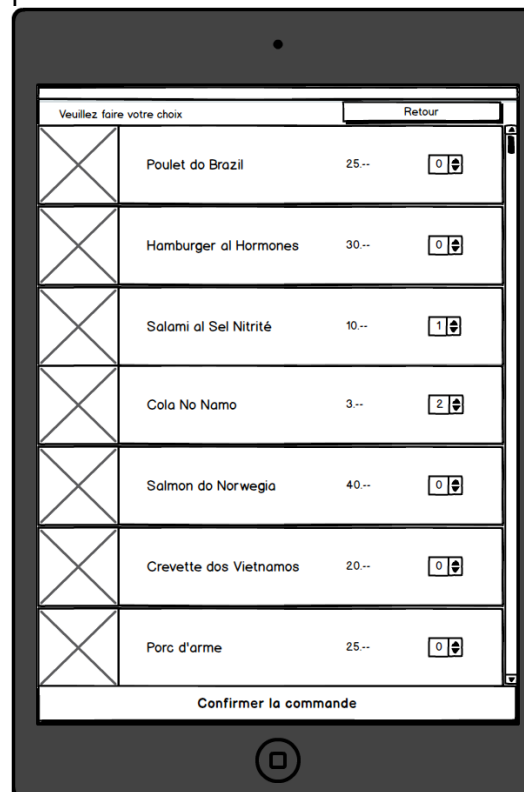 Veuillez faire votre choix Retour
Poulet do Brazil 25.-- 0
Hamburger al Hormones 30.-- 0
Salami al Sel Nitrité 10.-- 1
Cola No Namo 3.-- 2
Salmon do Norwegia 40.-- 0
Crevette dos Vietnamos 20.-- 0
Porc d'arme 25.-- 0
Confirmer la commande